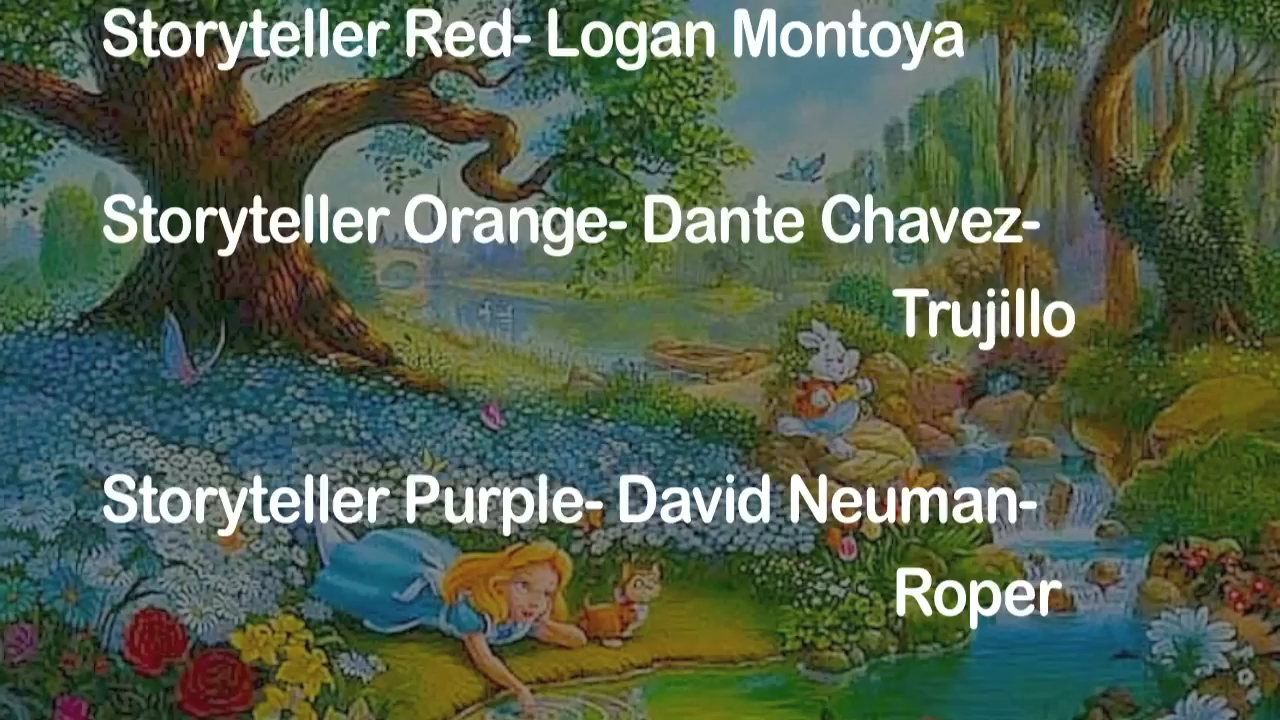 Storyteller Red- Logan Montoya
Storyteller Orange- Dante Chavez-
Trujillo
Storyteller Purple- David Neuman-
Roper